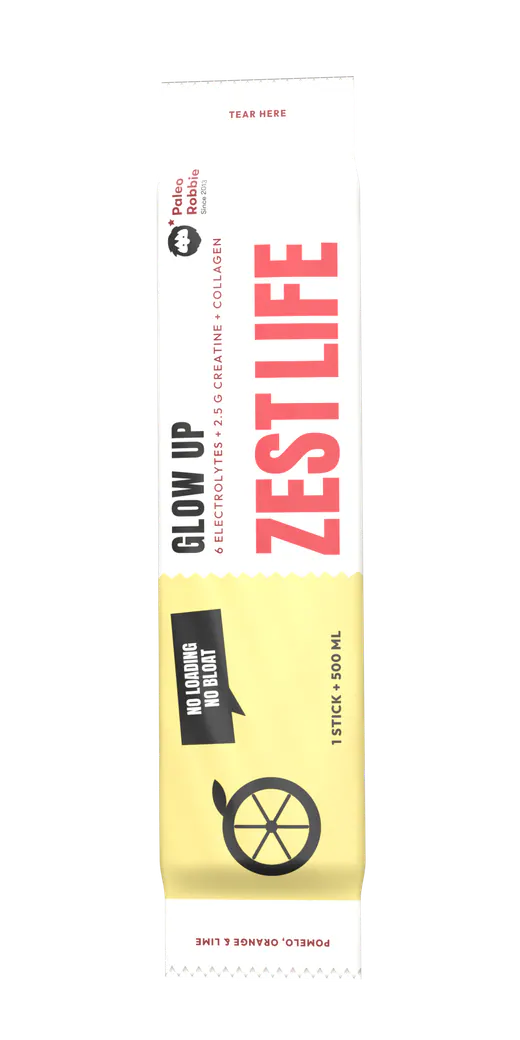 TEAR HERE
Paleo
Robbie
Since 2013
GLOW UP
6 ELECTROLYTES + 2.5 G CREATINE + COLLAGEN
ZEST LIFE
NO LOADING
NO BLOAT
1 STICK + 500 ML
POMELO, ORANGE & LIME